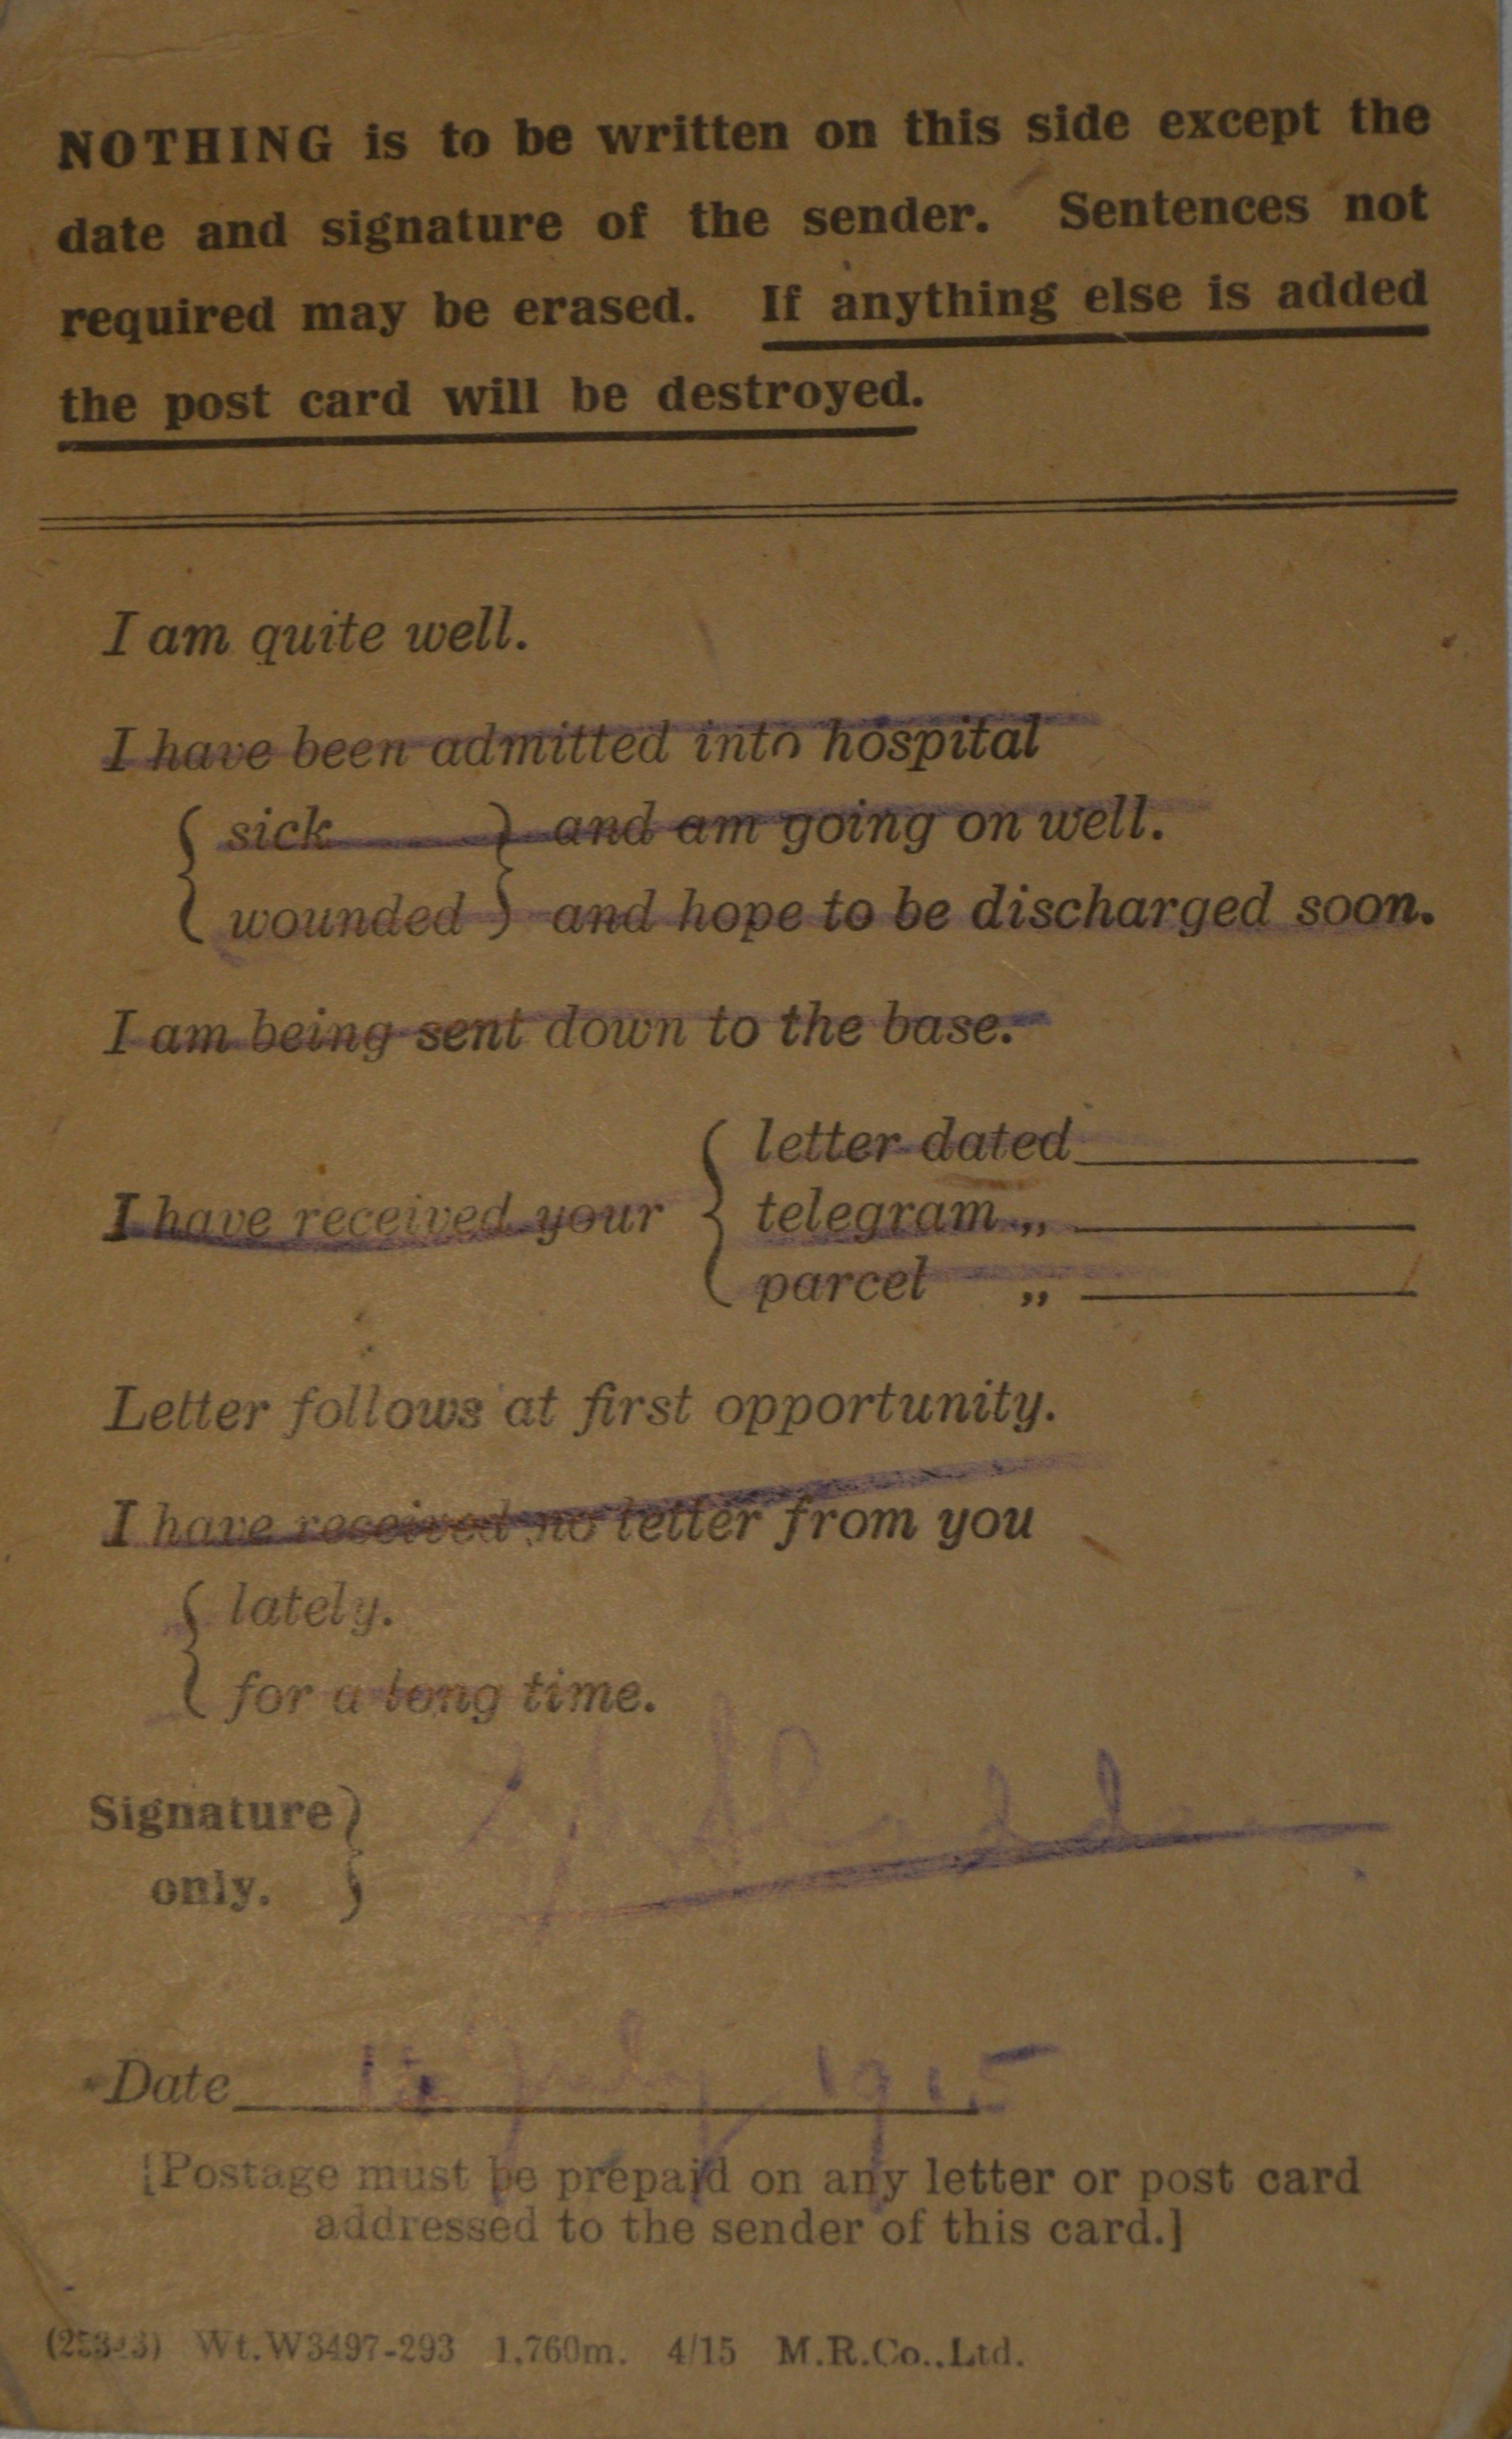 NOTHING is to be written on this side except the
date and signature of the sender. Sentences not
required may be erased. If anything else is added
the post card will be destroyed.
I am quite well.
I have been admitted into hospital
{ sick } and am going on well.
{ wounded } and hope to be discharged soon.
I am being sent down to the base.
{ letter dated
I have received your { telegram „
{ parcel „
Letter follows at first opportunity.
I have received no letter from you
{ lately.
{ for a long time.
Signature }
only. }
Date July 1915
[Postage must be prepaid on any letter or post card
addressed to the sender of this card.]
Wt.W3497-293 1,760m. 4/15 M.R.Co.,Ltd.